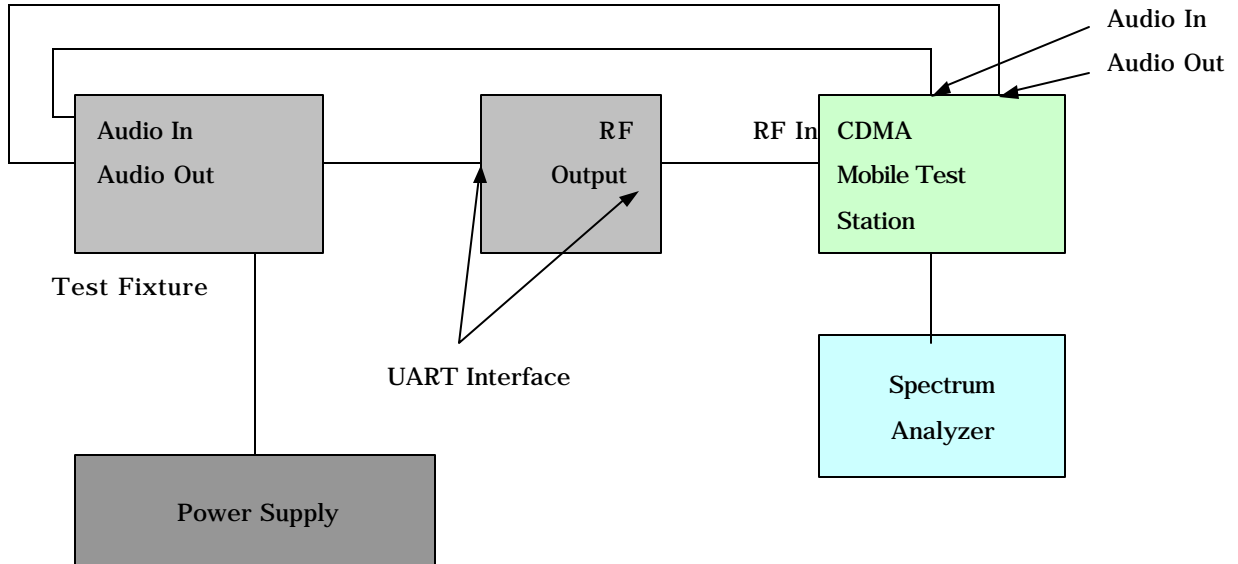 Audio In
Audio Out
Audio In
Audio Out
RF
Output
RF In
CDMA
Mobile Test
Station
Test Fixture
UART Interface
Spectrum
Analyzer
Power Supply